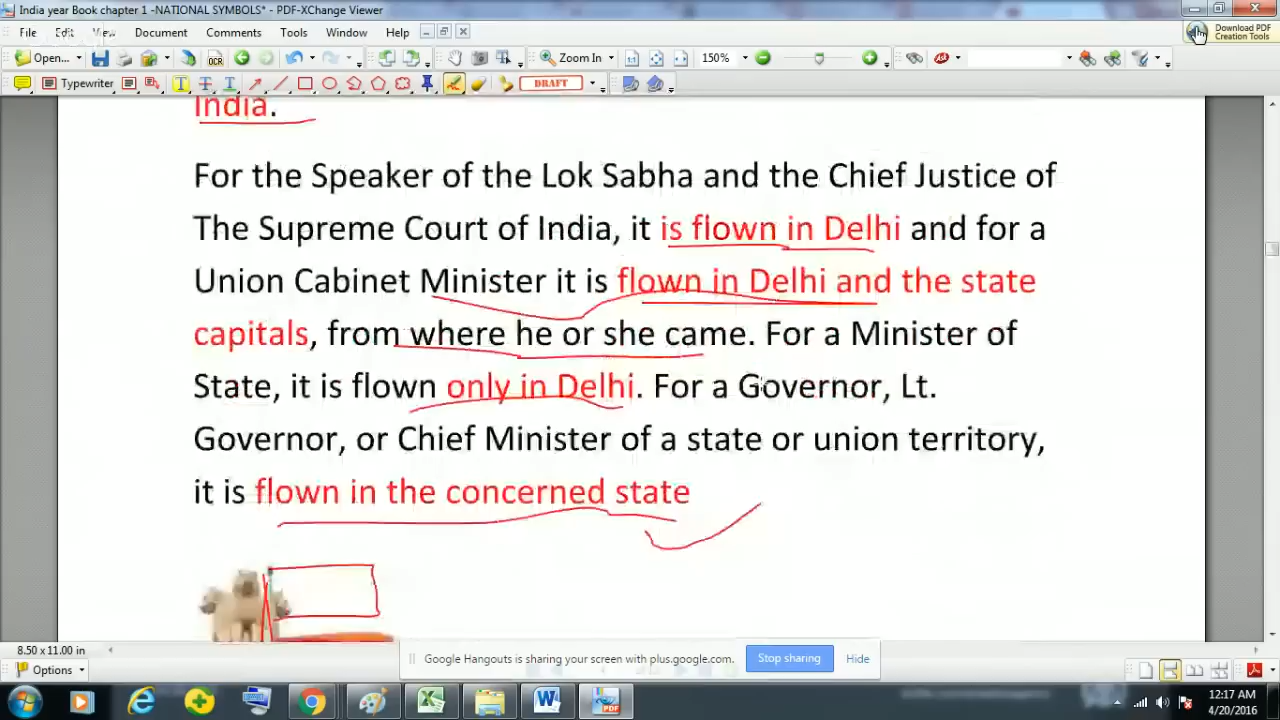 India year Book chapter 1 -NATIONAL SYMBOLS* - PDF-XChange Viewer
File Edit View Document Comments Tools Window Help
Download PDF
Creation Tools
Open... OCR Zoom In 150%
Typewriter DRAFT
India.
For the Speaker of the Lok Sabha and the Chief Justice of
The Supreme Court of India, it is flown in Delhi and for a
Union Cabinet Minister it is flown in Delhi and the state
capitals, from where he or she came. For a Minister of
State, it is flown only in Delhi. For a Governor, Lt.
Governor, or Chief Minister of a state or union territory,
it is flown in the concerned state
8.50 x 11.00 in
Google Hangouts is sharing your screen with plus.google.com. Stop sharing Hide
Options
12:17 AM
4/20/2016